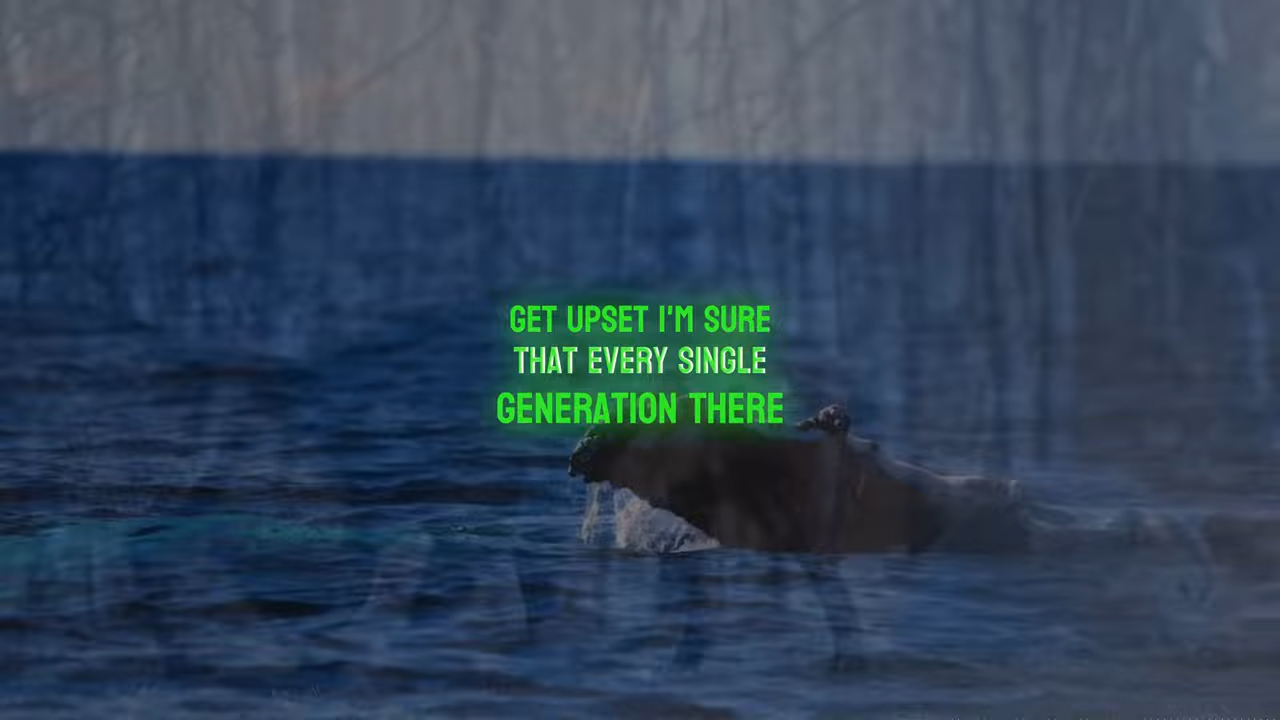 GET UPSET I'M SURE
THAT EVERY SINGLE
GENERATION THERE